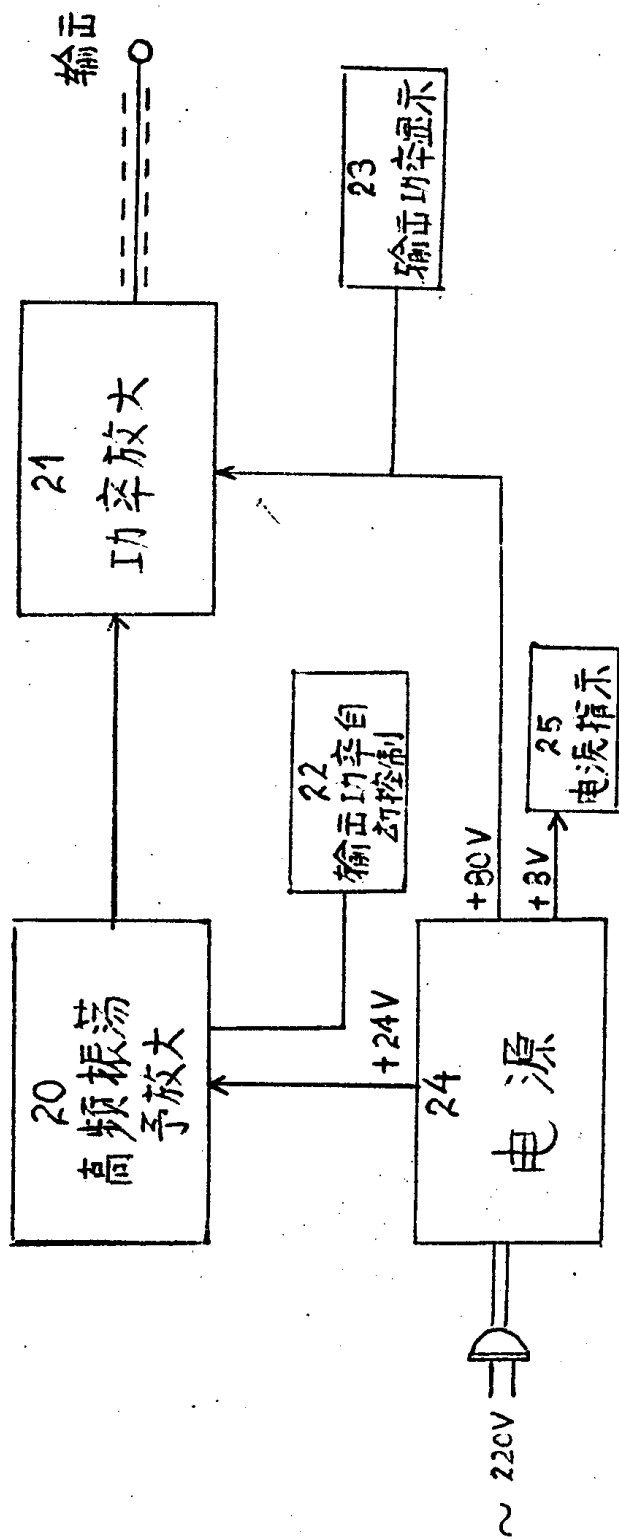 20
高频振荡
予放大
21
功率放大
输出
22
输出功率自
动控制
23
输出功率显示
+24V
+80V
+3V
24
电源
25
电源指示
~ 220V